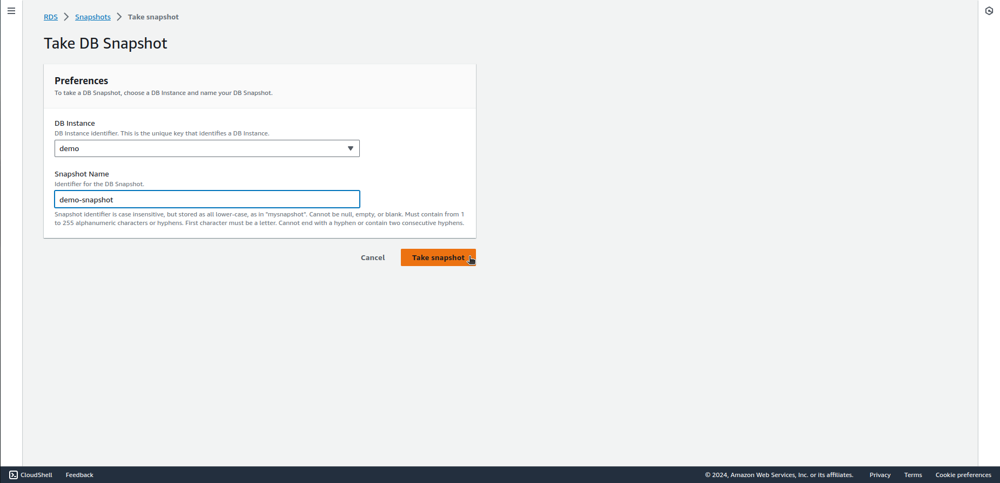 RDS > Snapshots > Take snapshot
Take DB Snapshot
Preferences
To take a DB Snapshot, choose a DB Instance and name your DB Snapshot.
DB Instance
DB Instance identifier. This is the unique key that identifies a DB Instance.
demo
Snapshot Name
Identifier for the DB Snapshot.
demo-snapshot
Snapshot identifier is case insensitive, but stored as all lower-case, as in "mysnapshot". Cannot be null, empty, or blank. Must contain from 1
to 255 alphanumeric characters or hyphens. First character must be a letter. Cannot end with a hyphen or contain two consecutive hyphens.
Cancel Take snapshot
CloudShell Feedback © 2024, Amazon Web Services, Inc. or its affiliates. Privacy Terms Cookie preferences